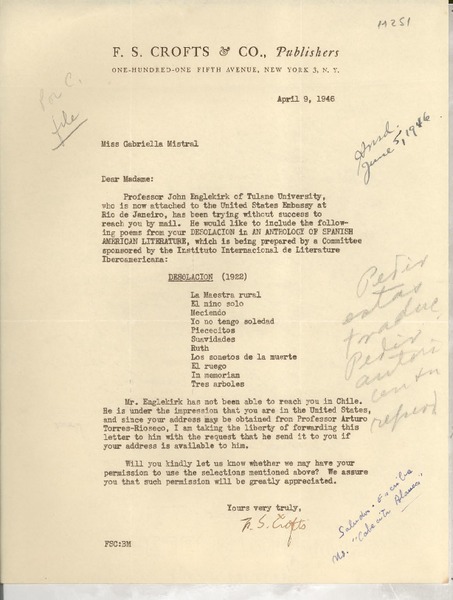 M251
F. S. CROFTS & CO., Publishers
ONE-HUNDRED-ONE FIFTH AVENUE, NEW YORK 3, N. Y.
file
April 9, 1946
Answd.
June 5, 1946
Miss Gabriella Mistral
Dear Madame:
Professor John Englekirk of Tulane University,
who is now attached to the United States Embassy at
Rio de Janeiro, has been trying without success to
reach you by mail. He would like to include the follow-
ing poems from your DESOLACION in AN ANTHOLOGY OF SPANISH
AMERICAN LITERATURE, which is being prepared by a Committee
sponsored by the Instituto Internacional de Literature
Iberoamericana:
DESOLACION (1922)
La Maestra rural
El nino solo
Meciendo
Yo no tengo soledad
Piececitos
Suavidades
Ruth
Los sonetos de la muerte
El ruego
In memorian
Tres arboles
Pedir
estas
traduc
Pedir
autori
Mr. Englekirk has not been able to reach you in Chile.
He is under the impression that you are in the United States,
and since your address may be obtained from Professor Arturo
Torres-Rioseco, I am taking the liberty of forwarding this
letter to him with the request that he send it to you if
your address is available to him.
Will you kindly let us know whether we may have your
permission to use the selections mentioned above? We assure
you that such permission will be greatly appreciated.
Yours very truly,
F. S. Crofts
FSC:BM